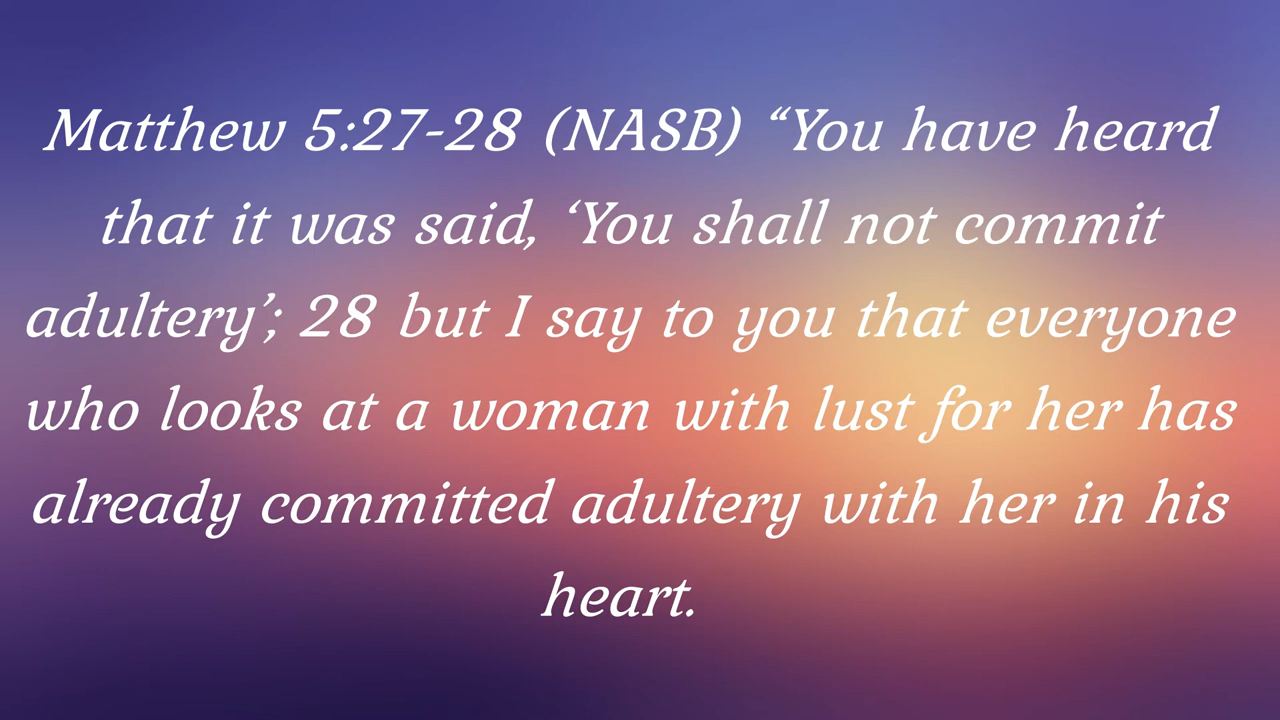 Matthew 5:27-28 (NASB) “You have heard
that it was said, ‘You shall not commit
adultery’; 28 but I say to you that everyone
who looks at a woman with lust for her has
already committed adultery with her in his
heart.